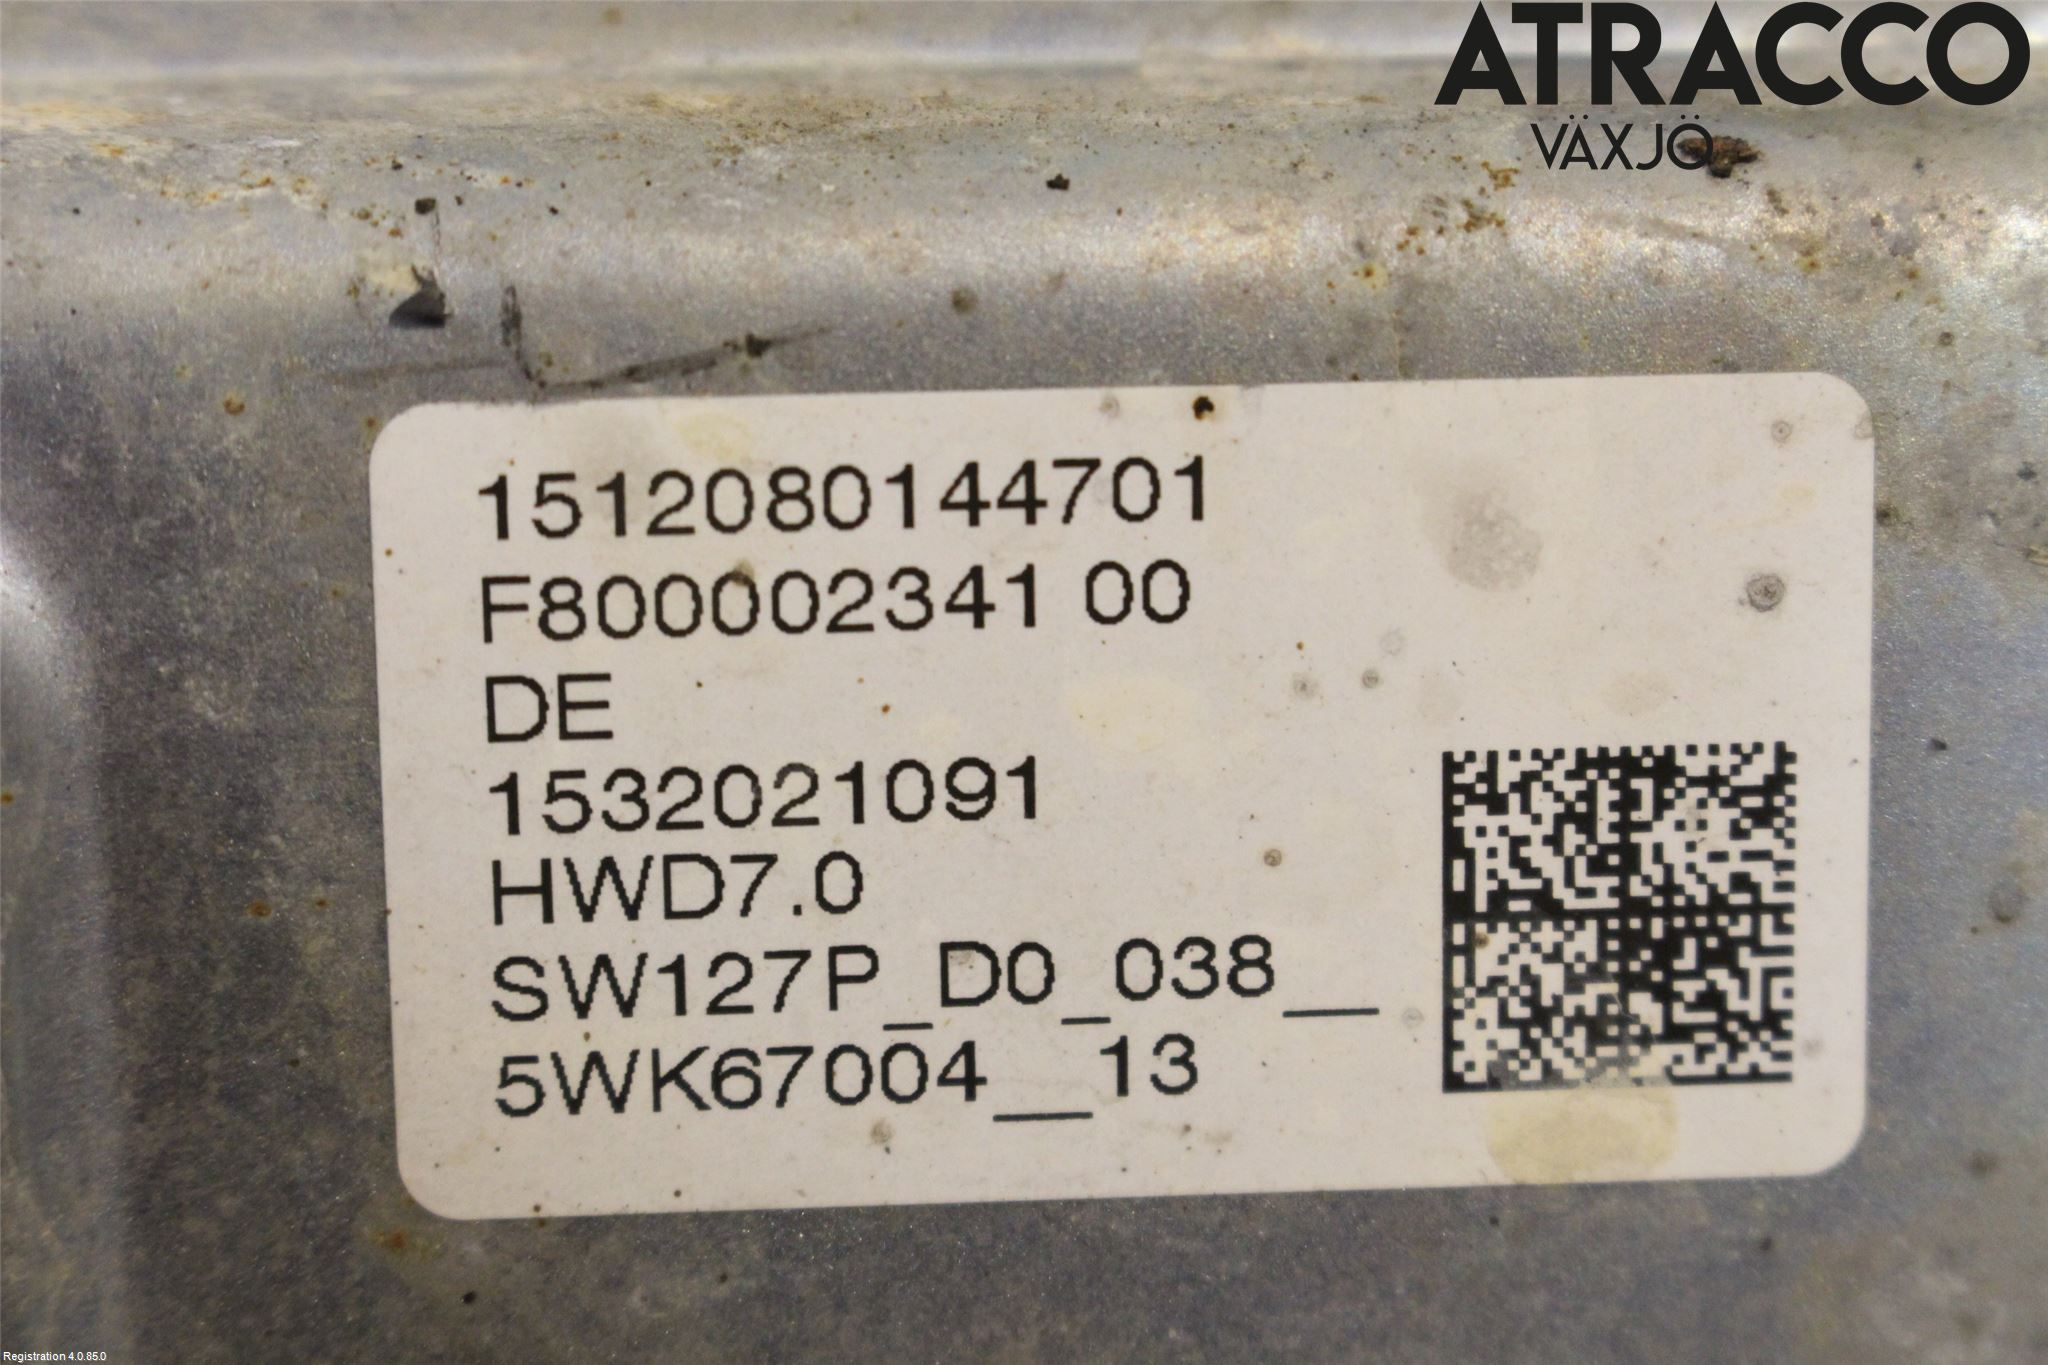 ATRACCO
VÄXJÖ
1512080144701
F800002341 00
DE
1532021091
HWD7.0
SW127P_D0_038__
5WK67004__13
Registration 4.0.85.0